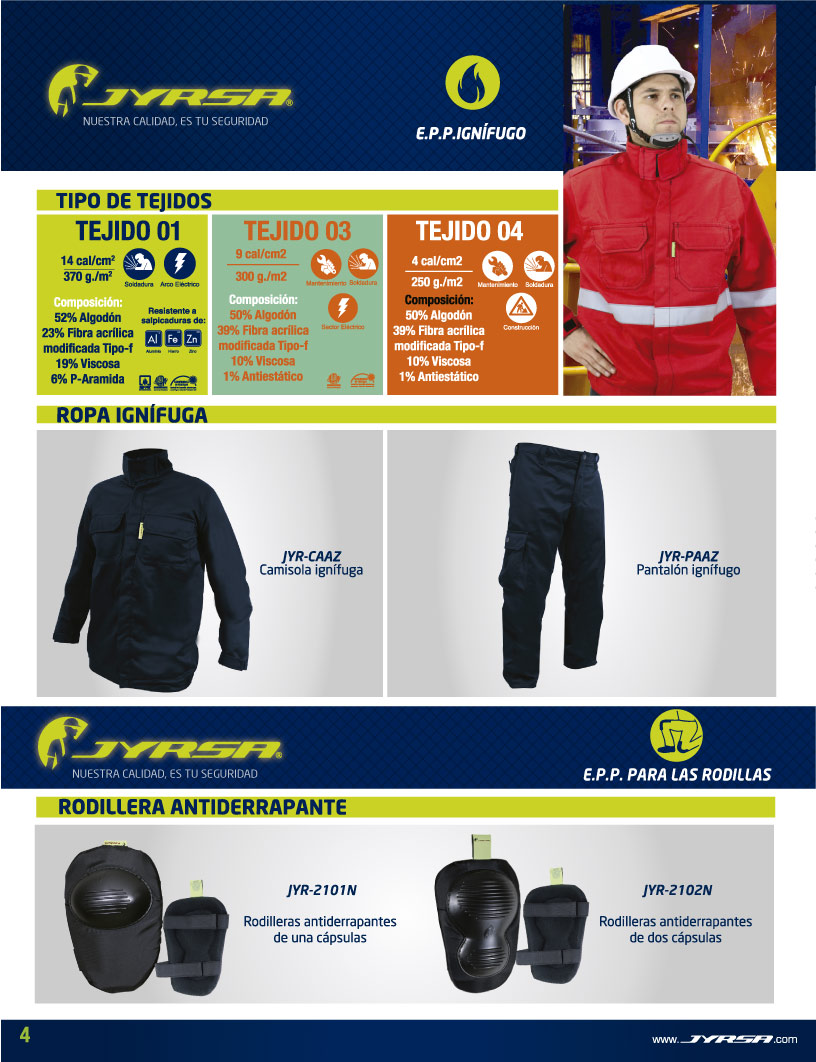 JYRSA®
NUESTRA CALIDAD, ES TU SEGURIDAD
E.P.P.IGNÍFUGO
TIPO DE TEJIDOS
TEJIDO 01
14 cal/cm²
370 g./m²
Soldadura
Arco Eléctrico
Composición:
52% Algodón
23% Fibra acrílica
modificada Tipo-f
19% Viscosa
6% P-Aramida
Resistente a
salpicaduras de:
Al
Fe
Zn
Aluminio
Hierro
Zinc
TEJIDO 03
9 cal/cm2
300 g./m2
Mantenimiento
Soldadura
Composición:
50% Algodón
39% Fibra acrílica
modificada Tipo-f
10% Viscosa
1% Antiestático
Sector Eléctrico
TEJIDO 04
4 cal/cm2
250 g./m2
Mantenimiento
Soldadura
Composición:
50% Algodón
39% Fibra acrílica
modificada Tipo-f
10% Viscosa
1% Antiestático
Construcción
ROPA IGNÍFUGA
JYR-CAAZ
Camisola ignífuga
JYR-PAAZ
Pantalón ignífugo
JYRSA®
NUESTRA CALIDAD, ES TU SEGURIDAD
E.P.P. PARA LAS RODILLAS
RODILLERA ANTIDERRAPANTE
JYR-2101N
Rodilleras antiderrapantes
de una cápsulas
JYR-2102N
Rodilleras antiderrapantes
de dos cápsulas
4
www.JYRSA.com